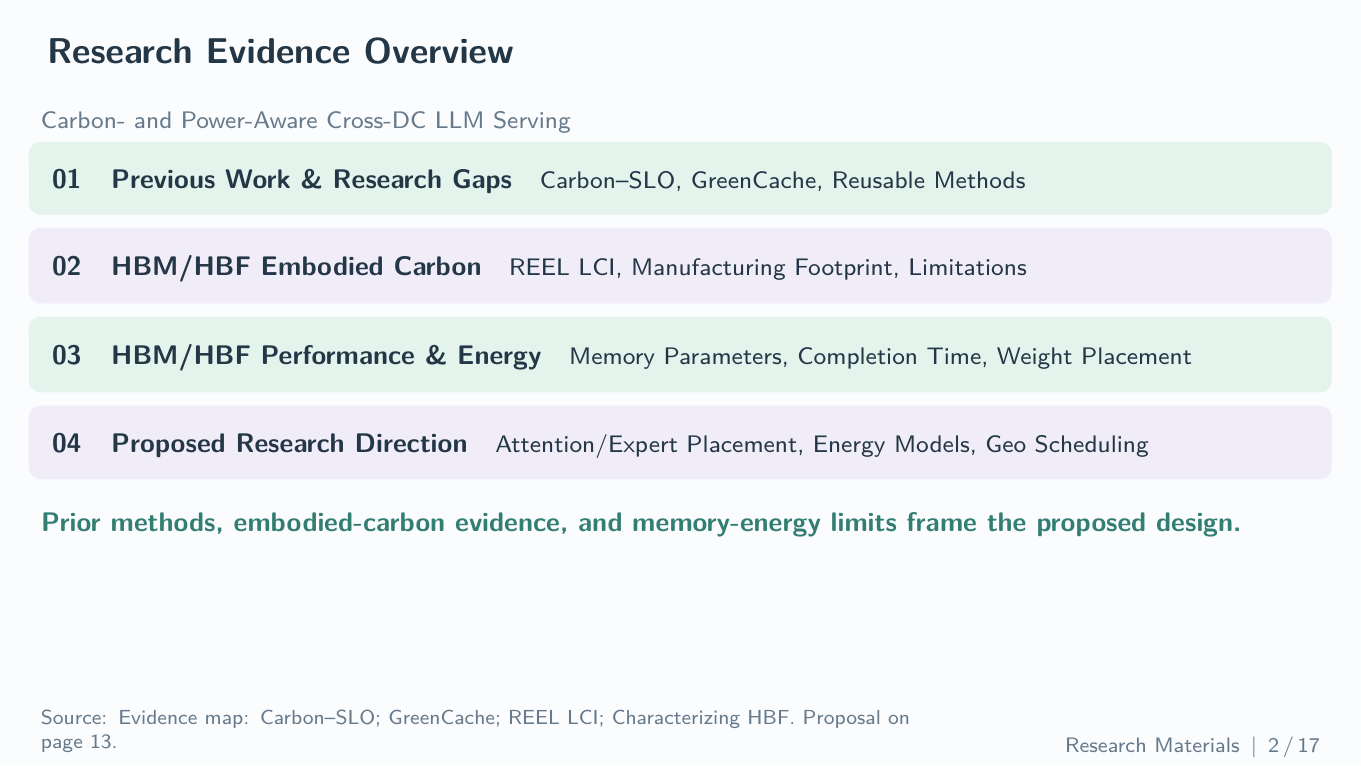 Research Evidence Overview
Carbon- and Power-Aware Cross-DC LLM Serving
01 Previous Work & Research Gaps Carbon–SLO, GreenCache, Reusable Methods
02 HBM/HBF Embodied Carbon REEL LCI, Manufacturing Footprint, Limitations
03 HBM/HBF Performance & Energy Memory Parameters, Completion Time, Weight Placement
04 Proposed Research Direction Attention/Expert Placement, Energy Models, Geo Scheduling
Prior methods, embodied-carbon evidence, and memory-energy limits frame the proposed design.
Source: Evidence map: Carbon–SLO; GreenCache; REEL LCI; Characterizing HBF. Proposal on
page 13.
Research Materials | 2 / 17